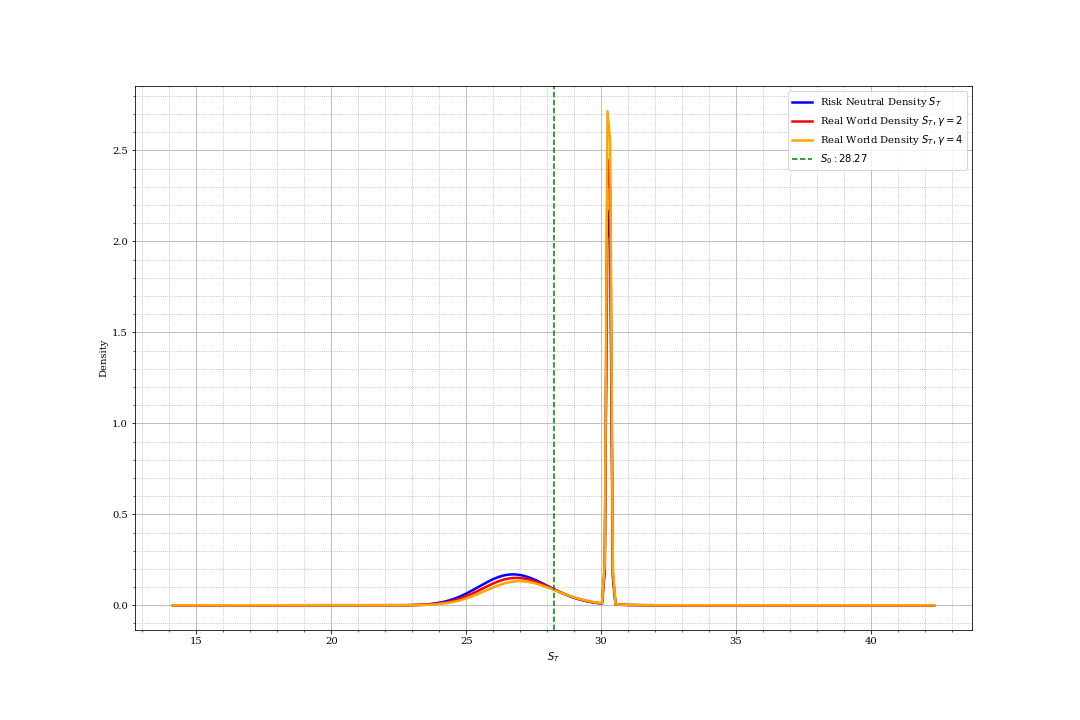 Risk Neutral Density S_T
Real World Density S_T, γ = 2
Real World Density S_T, γ = 4
S_0 : 28.27
Density
2.5
2.0
1.5
1.0
0.5
0.0
15 20 25 30 35 40
S_T